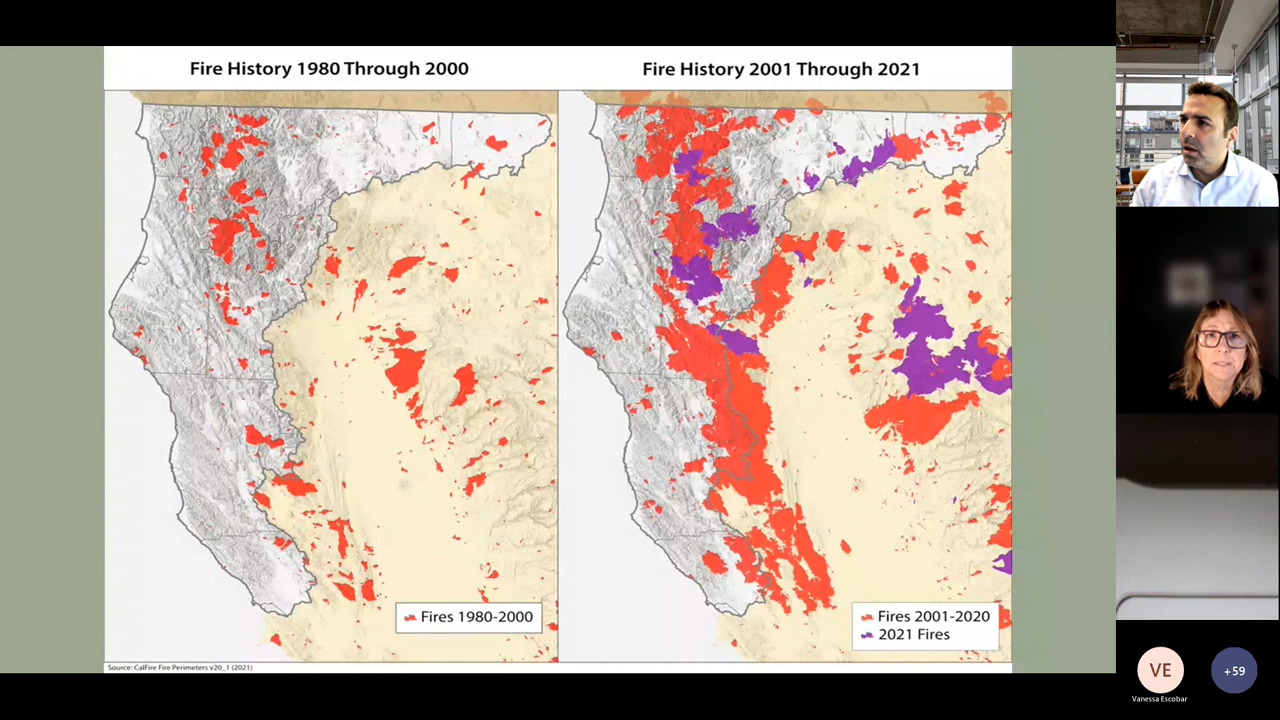 Fire History 1980 Through 2000
Fire History 2001 Through 2021
Fires 1980-2000
Fires 2001-2020
2021 Fires
Source: CalFire Fire Perimeters v20_1 (2021)
VE
+59
Vanessa Escobar